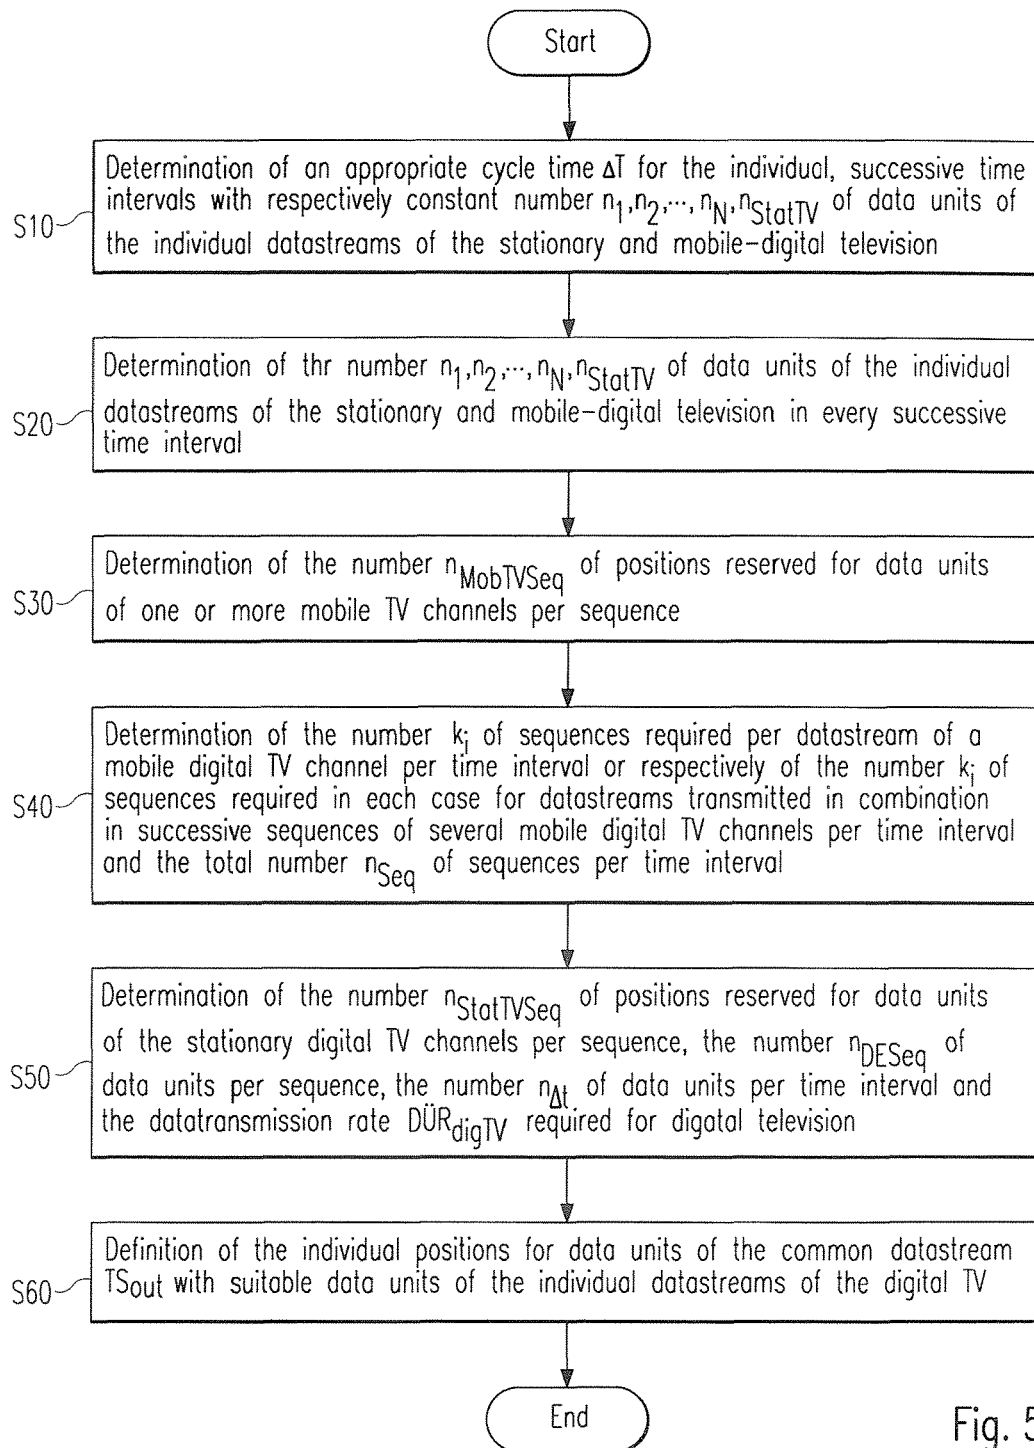 Start
Determination of an appropriate cycle time ΔT for the individual, successive time
intervals with respectively constant number n1,n2,...,nN,nStatTV of data units of
the individual datastreams of the stationary and mobile-digital television
S10
Determination of thr number n1,n2,...,nN,nStatTV of data units of the individual
datastreams of the stationary and mobile-digital television in every successive
time interval
S20
Determination of the number nMobTVSeq of positions reserved for data units
of one or more mobile TV channels per sequence
S30
Determination of the number ki of sequences required per datastream of a
mobile digital TV channel per time interval or respectively of the number ki of
sequences required in each case for datastreams transmitted in combination
in successive sequences of several mobile digital TV channels per time interval
and the total number nSeq of sequences per time interval
S40
Determination of the number nStatTVSeq of positions reserved for data units
of the stationary digital TV channels per sequence, the number nDESeq of
data units per sequence, the number nΔt of data units per time interval and
the datatransmission rate DÜRdigTV required for digatal television
S50
Definition of the individual positions for data units of the common datastream
TSout with suitable data units of the individual datastreams of the digital TV
S60
End
Fig. 5